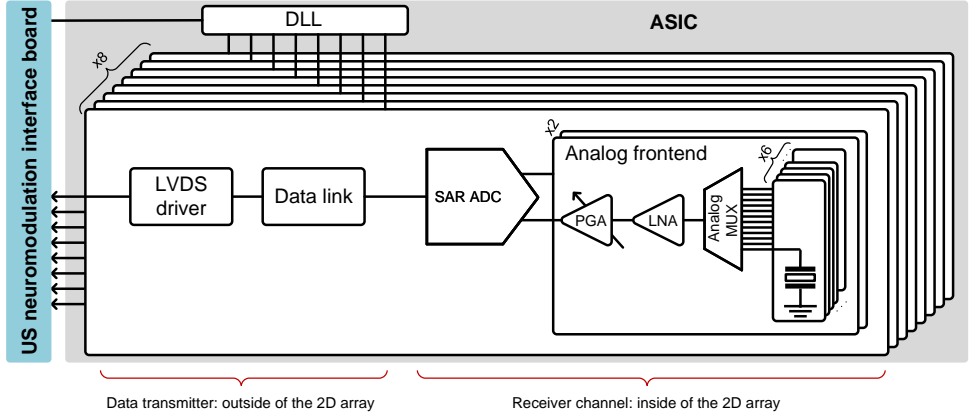 US neuromodulation interface board
DLL
ASIC
x8
x2
Analog frontend
x6
LVDS
driver
Data link
SAR ADC
PGA
LNA
Analog
MUX
Data transmitter: outside of the 2D array
Receiver channel: inside of the 2D array